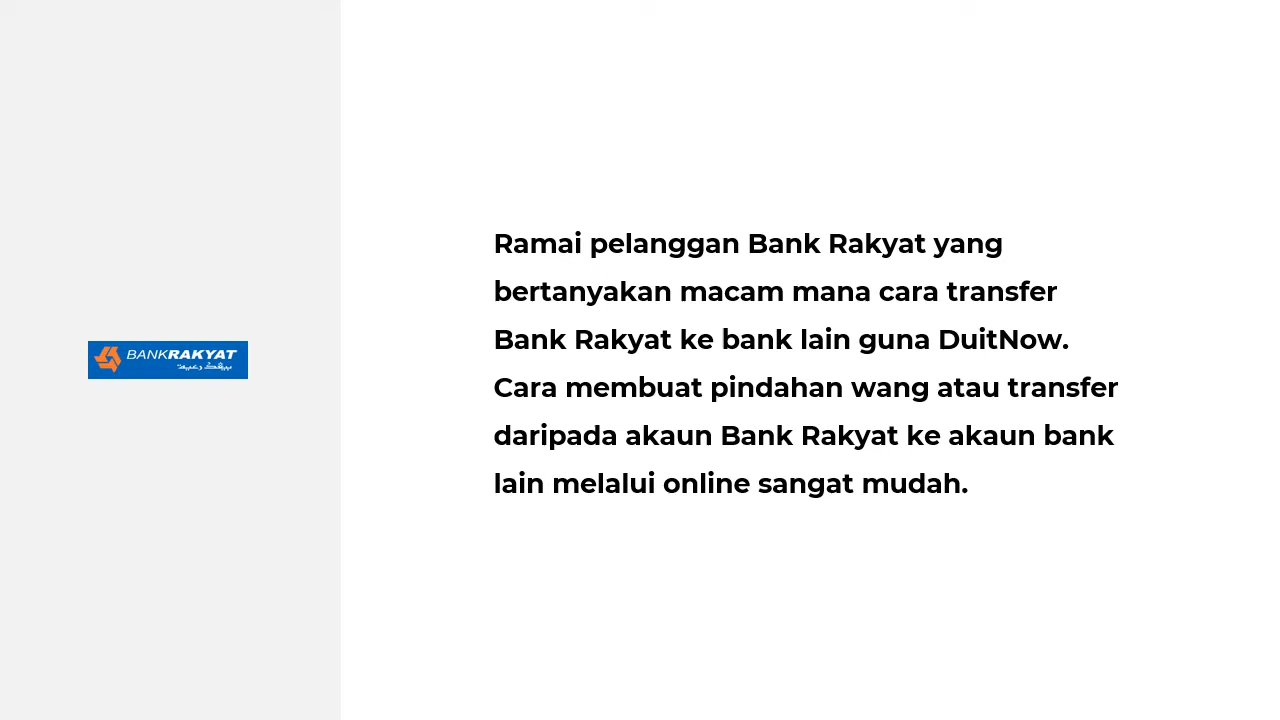 BANKRAKYAT
Ramai pelanggan Bank Rakyat yang
bertanyakan macam mana cara transfer
Bank Rakyat ke bank lain guna DuitNow.
Cara membuat pindahan wang atau transfer
daripada akaun Bank Rakyat ke akaun bank
lain melalui online sangat mudah.